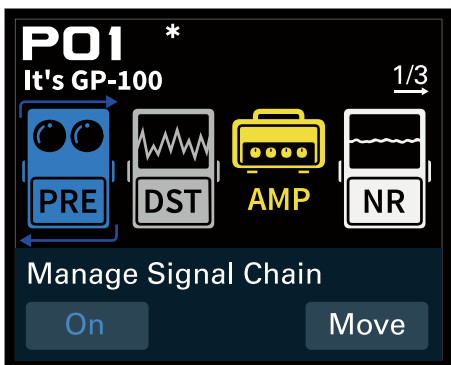 P01 *
It's GP-100
1/3
PRE DST AMP NR
Manage Signal Chain
On Move